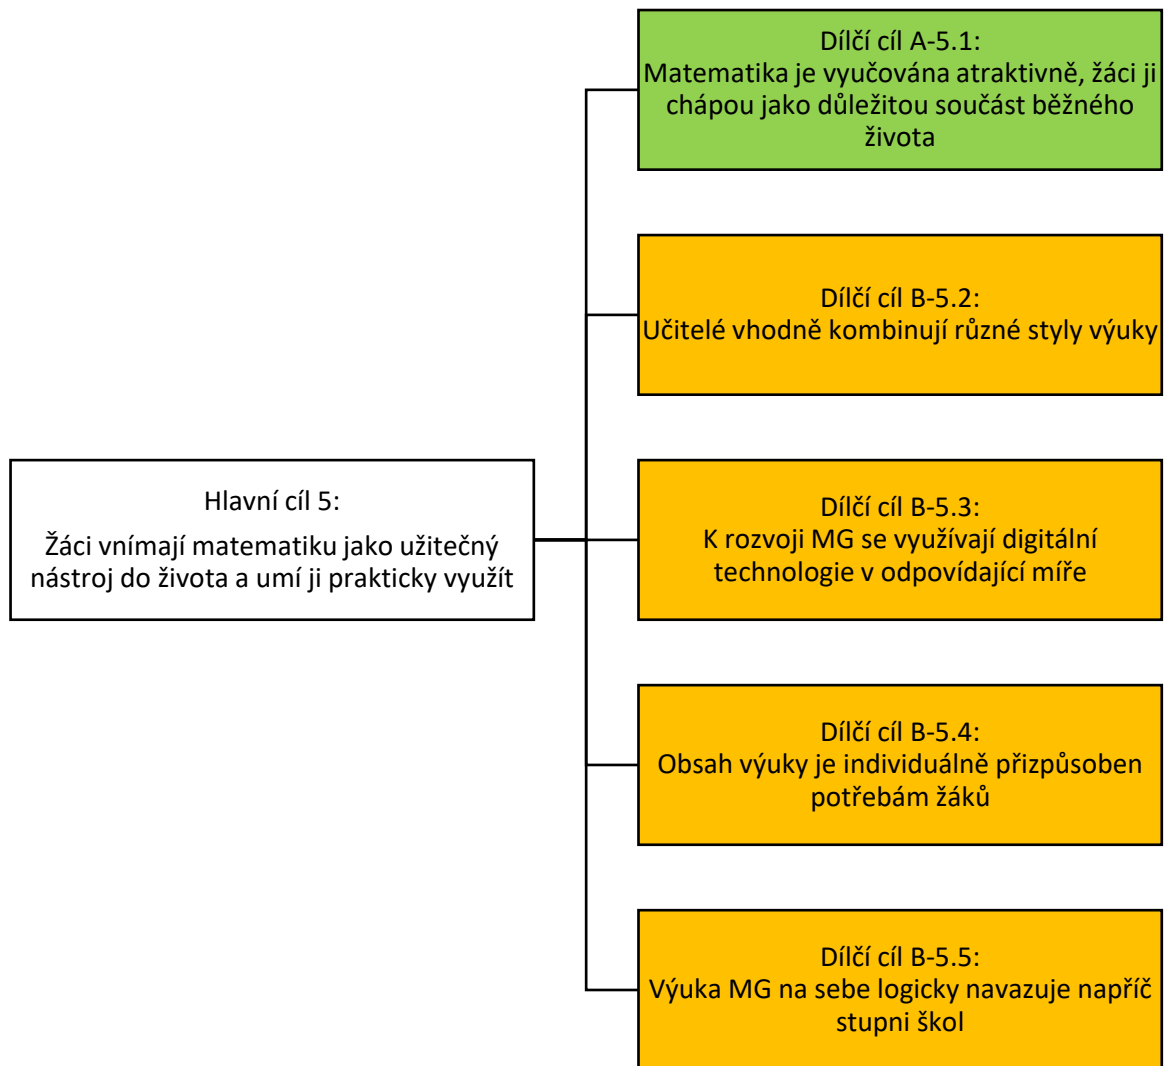 Dílčí cíl A-5.1:
Matematika je vyučována atraktivně, žáci ji
chápou jako důležitou součást běžného
života
Dílčí cíl B-5.2:
Učitelé vhodně kombinují různé styly výuky
Hlavní cíl 5:
Žáci vnímají matematiku jako užitečný
nástroj do života a umí ji prakticky využít
Dílčí cíl B-5.3:
K rozvoji MG se využívají digitální
technologie v odpovídající míře
Dílčí cíl B-5.4:
Obsah výuky je individuálně přizpůsoben
potřebám žáků
Dílčí cíl B-5.5:
Výuka MG na sebe logicky navazuje napříč
stupni škol